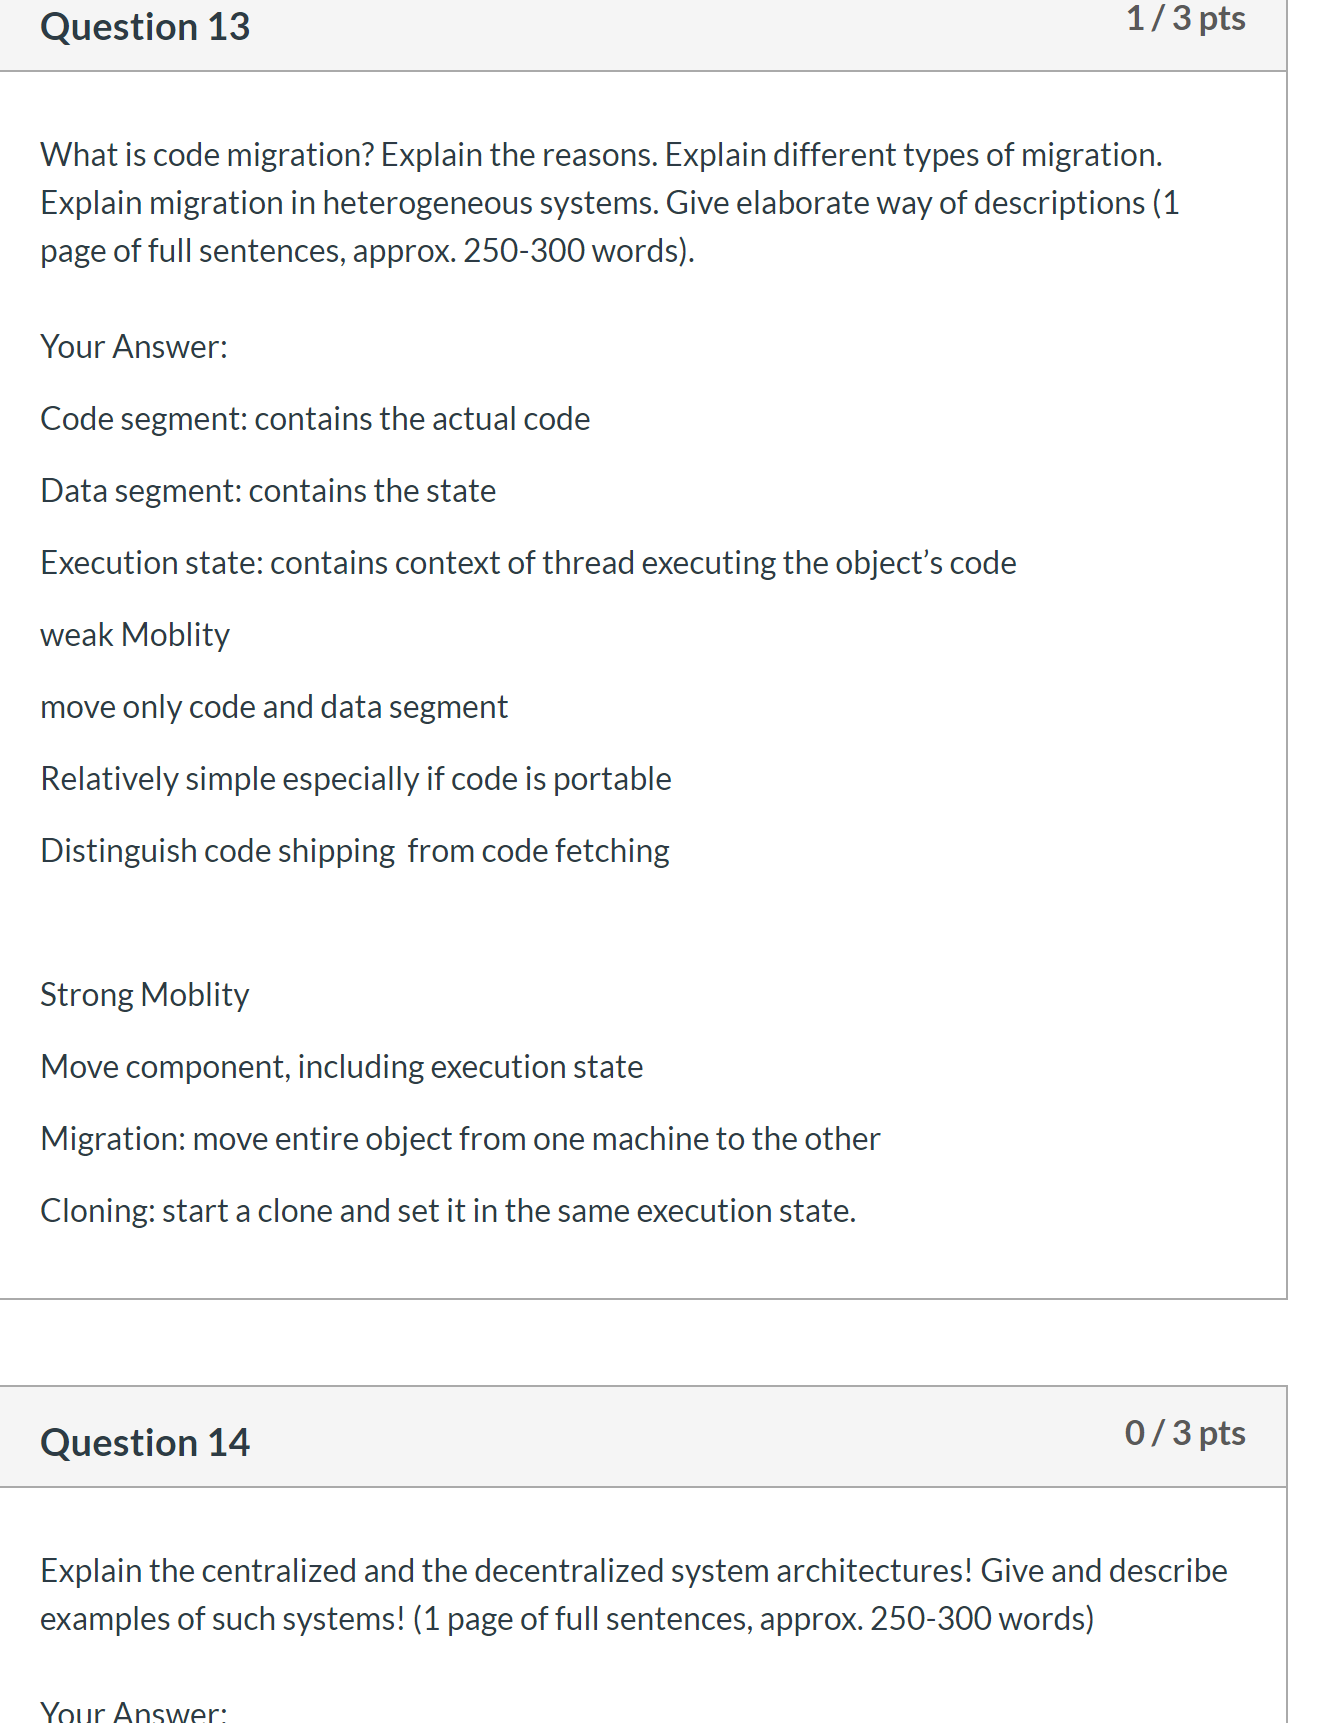 Question 13
1 / 3 pts
What is code migration? Explain the reasons. Explain different types of migration.
Explain migration in heterogeneous systems. Give elaborate way of descriptions (1
page of full sentences, approx. 250-300 words).
Your Answer:
Code segment: contains the actual code
Data segment: contains the state
Execution state: contains context of thread executing the object’s code
weak Moblity
move only code and data segment
Relatively simple especially if code is portable
Distinguish code shipping  from code fetching
Strong Moblity
Move component, including execution state
Migration: move entire object from one machine to the other
Cloning: start a clone and set it in the same execution state.
Question 14
0 / 3 pts
Explain the centralized and the decentralized system architectures! Give and describe
examples of such systems! (1 page of full sentences, approx. 250-300 words)
Your Answer: